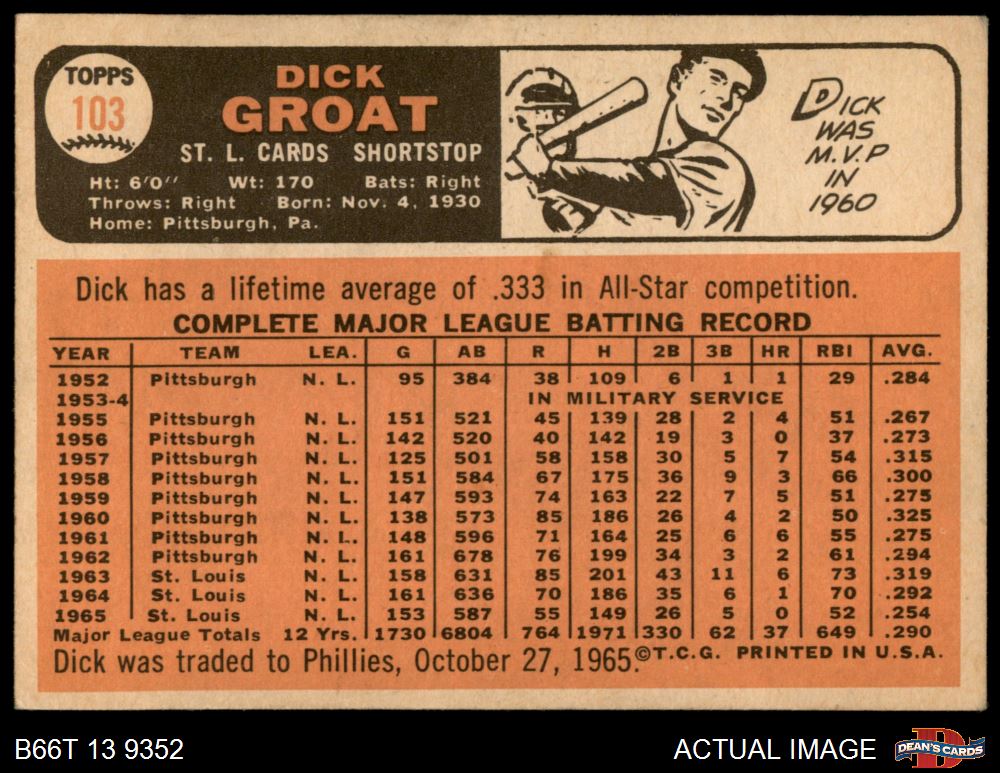 TOPPS
103
DICK
GROAT
ST. L. CARDS SHORTSTOP
Ht: 6'0" Wt: 170 Bats: Right
Throws: Right Born: Nov. 4, 1930
Home: Pittsburgh, Pa.
DICK
WAS
M.V.P
IN
1960
Dick has a lifetime average of .333 in All-Star competition.
COMPLETE MAJOR LEAGUE BATTING RECORD
YEAR TEAM LEA. G AB R H 2B 3B HR RBI AVG.
1952 Pittsburgh N. L. 95 384 38 109 6 1 1 29 .284
1953-4 IN MILITARY SERVICE
1955 Pittsburgh N. L. 151 521 45 139 28 2 4 51 .267
1956 Pittsburgh N. L. 142 520 40 142 19 3 0 37 .273
1957 Pittsburgh N. L. 125 501 58 158 30 5 7 54 .315
1958 Pittsburgh N. L. 151 584 67 175 36 9 3 66 .300
1959 Pittsburgh N. L. 147 593 74 163 22 7 5 51 .275
1960 Pittsburgh N. L. 138 573 85 186 26 4 2 50 .325
1961 Pittsburgh N. L. 148 596 71 164 25 6 6 55 .275
1962 Pittsburgh N. L. 161 678 76 199 34 3 2 61 .294
1963 St. Louis N. L. 158 631 85 201 43 11 6 73 .319
1964 St. Louis N. L. 161 636 70 186 35 6 1 70 .292
1965 St. Louis N. L. 153 587 55 149 26 5 0 52 .254
Major League Totals 12 Yrs. 1730 6804 764 1971 330 62 37 649 .290
Dick was traded to Phillies, October 27, 1965. ©T.C.G. PRINTED IN U.S.A.
B66T 13 9352 ACTUAL IMAGE
D
DEAN'S CARDS